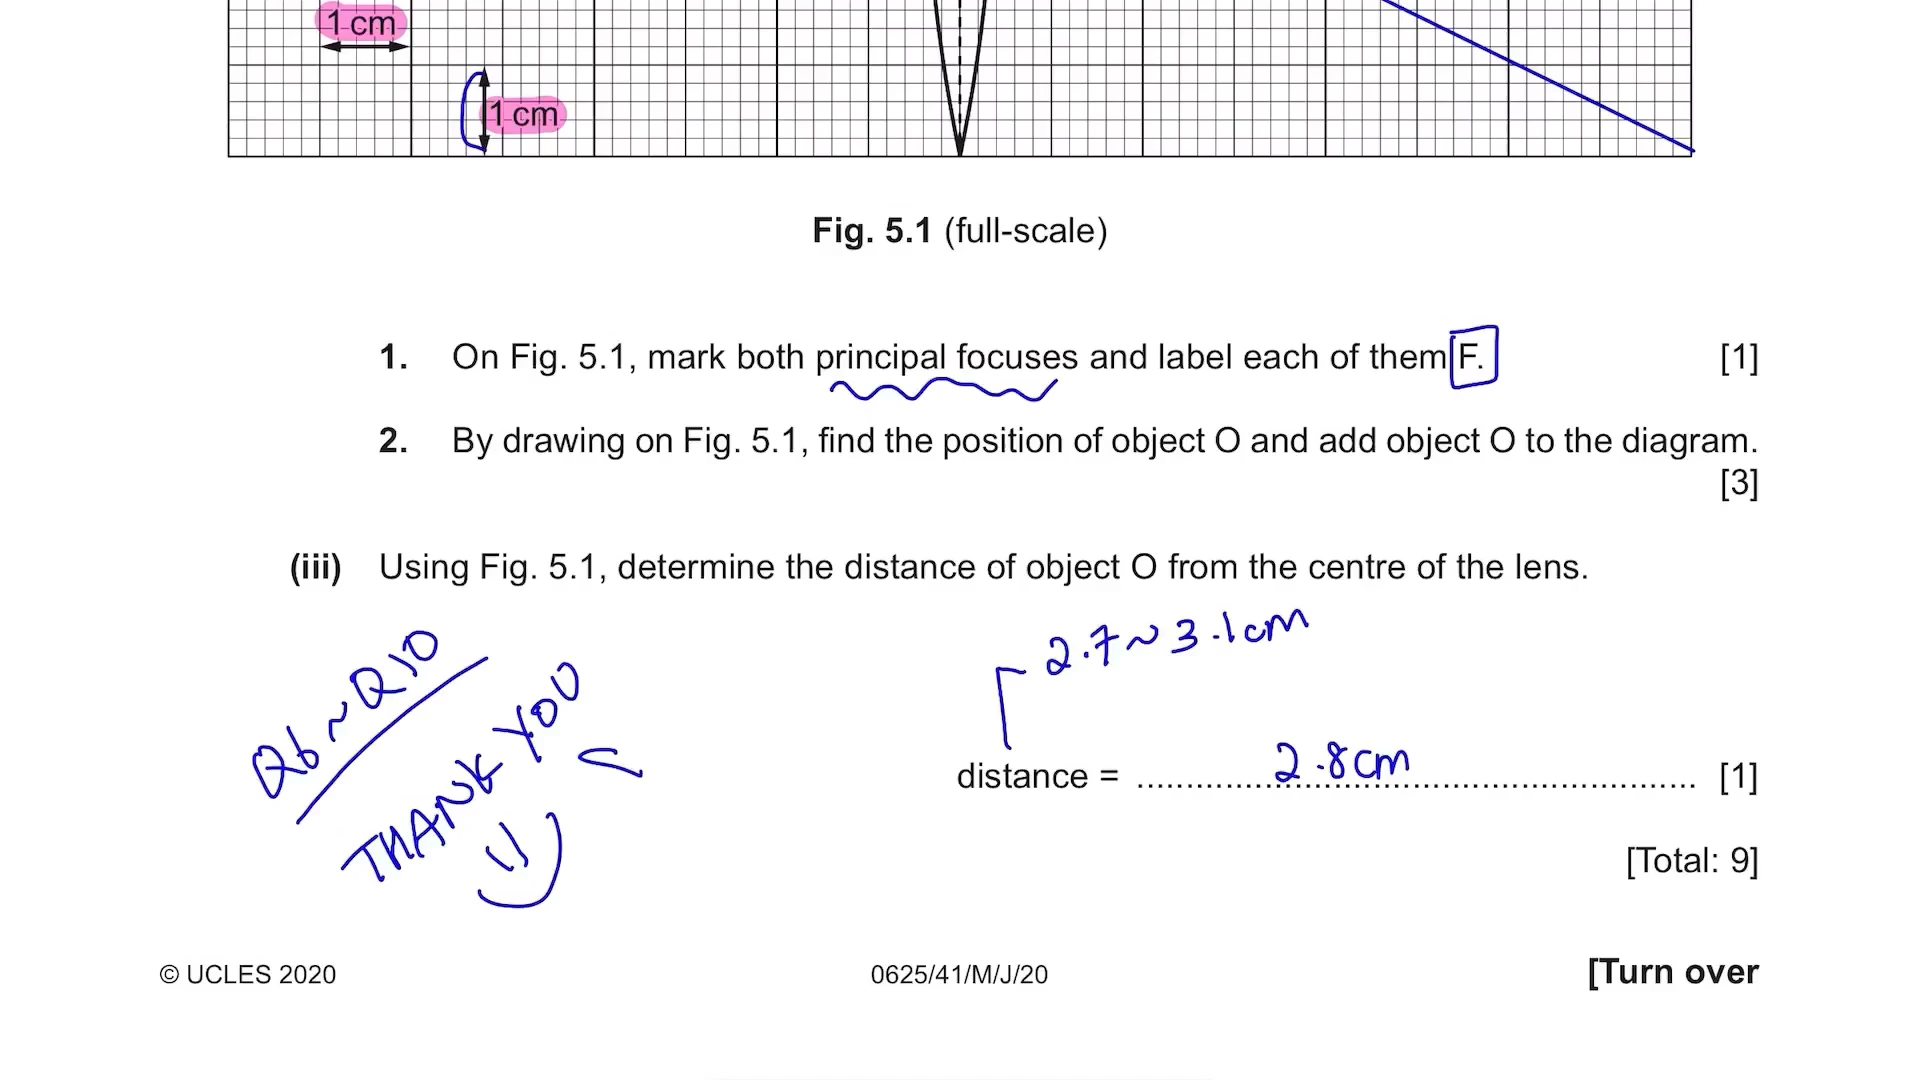 1 cm
1 cm
Fig. 5.1 (full-scale)
1. On Fig. 5.1, mark both principal focuses and label each of them F. [1]
2. By drawing on Fig. 5.1, find the position of object O and add object O to the diagram.
[3]
(iii) Using Fig. 5.1, determine the distance of object O from the centre of the lens.
2.7~3.1cm
Q6~Q10
THANK YOU
distance = ........ 2.8cm ........ [1]
[Total: 9]
© UCLES 2020 0625/41/M/J/20 [Turn over